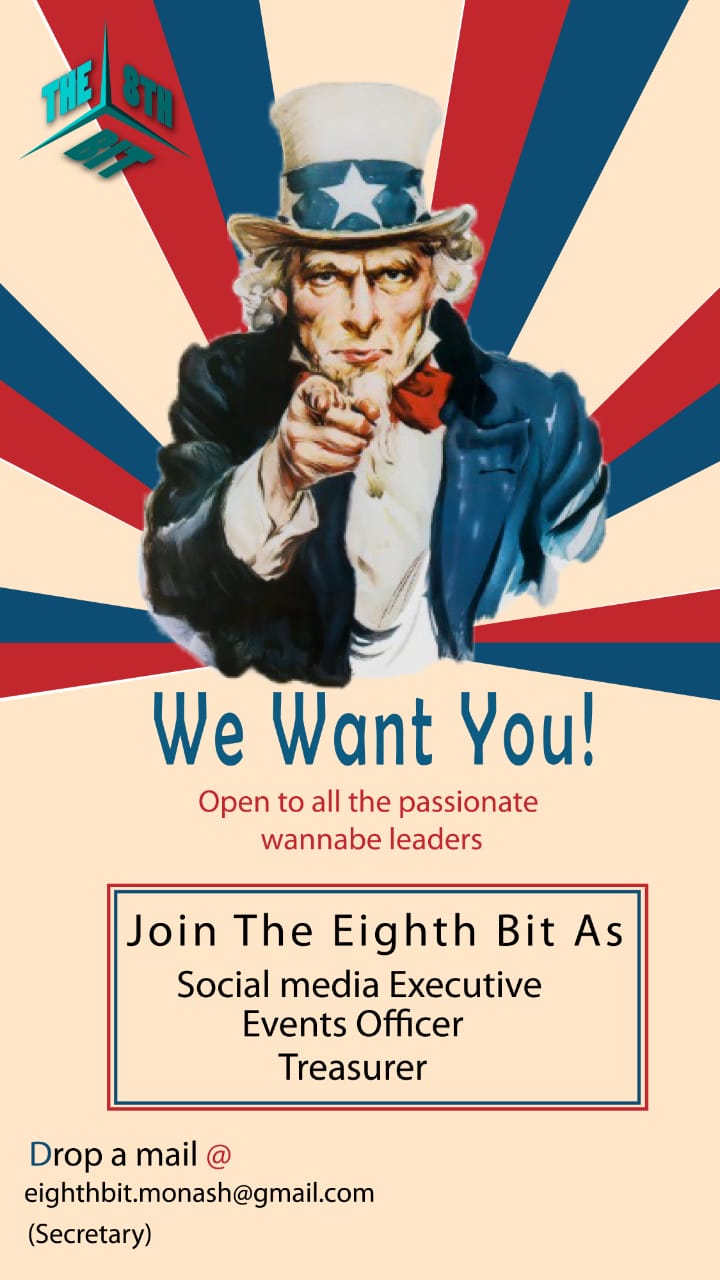 THE 8TH
BIT
We Want You!
Open to all the passionate
wannabe leaders
Join The Eighth Bit As
Social media Executive
Events Officer
Treasurer
Drop a mail @
eighthbit.monash@gmail.com
(Secretary)